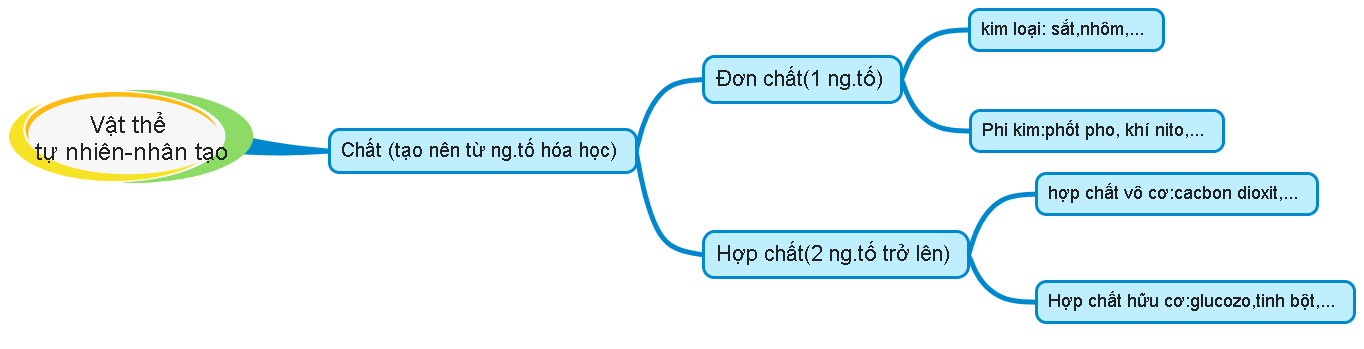 Vật thể
tự nhiên-nhân tạo
Chất (tạo nên từ ng.tố hóa học)
Đơn chất(1 ng.tố)
kim loại: sắt,nhôm,...
Phi kim:phốt pho, khí nito,...
Hợp chất(2 ng.tố trở lên)
hợp chất vô cơ:cacbon dioxit,...
Hợp chất hữu cơ:glucozo,tinh bột,...